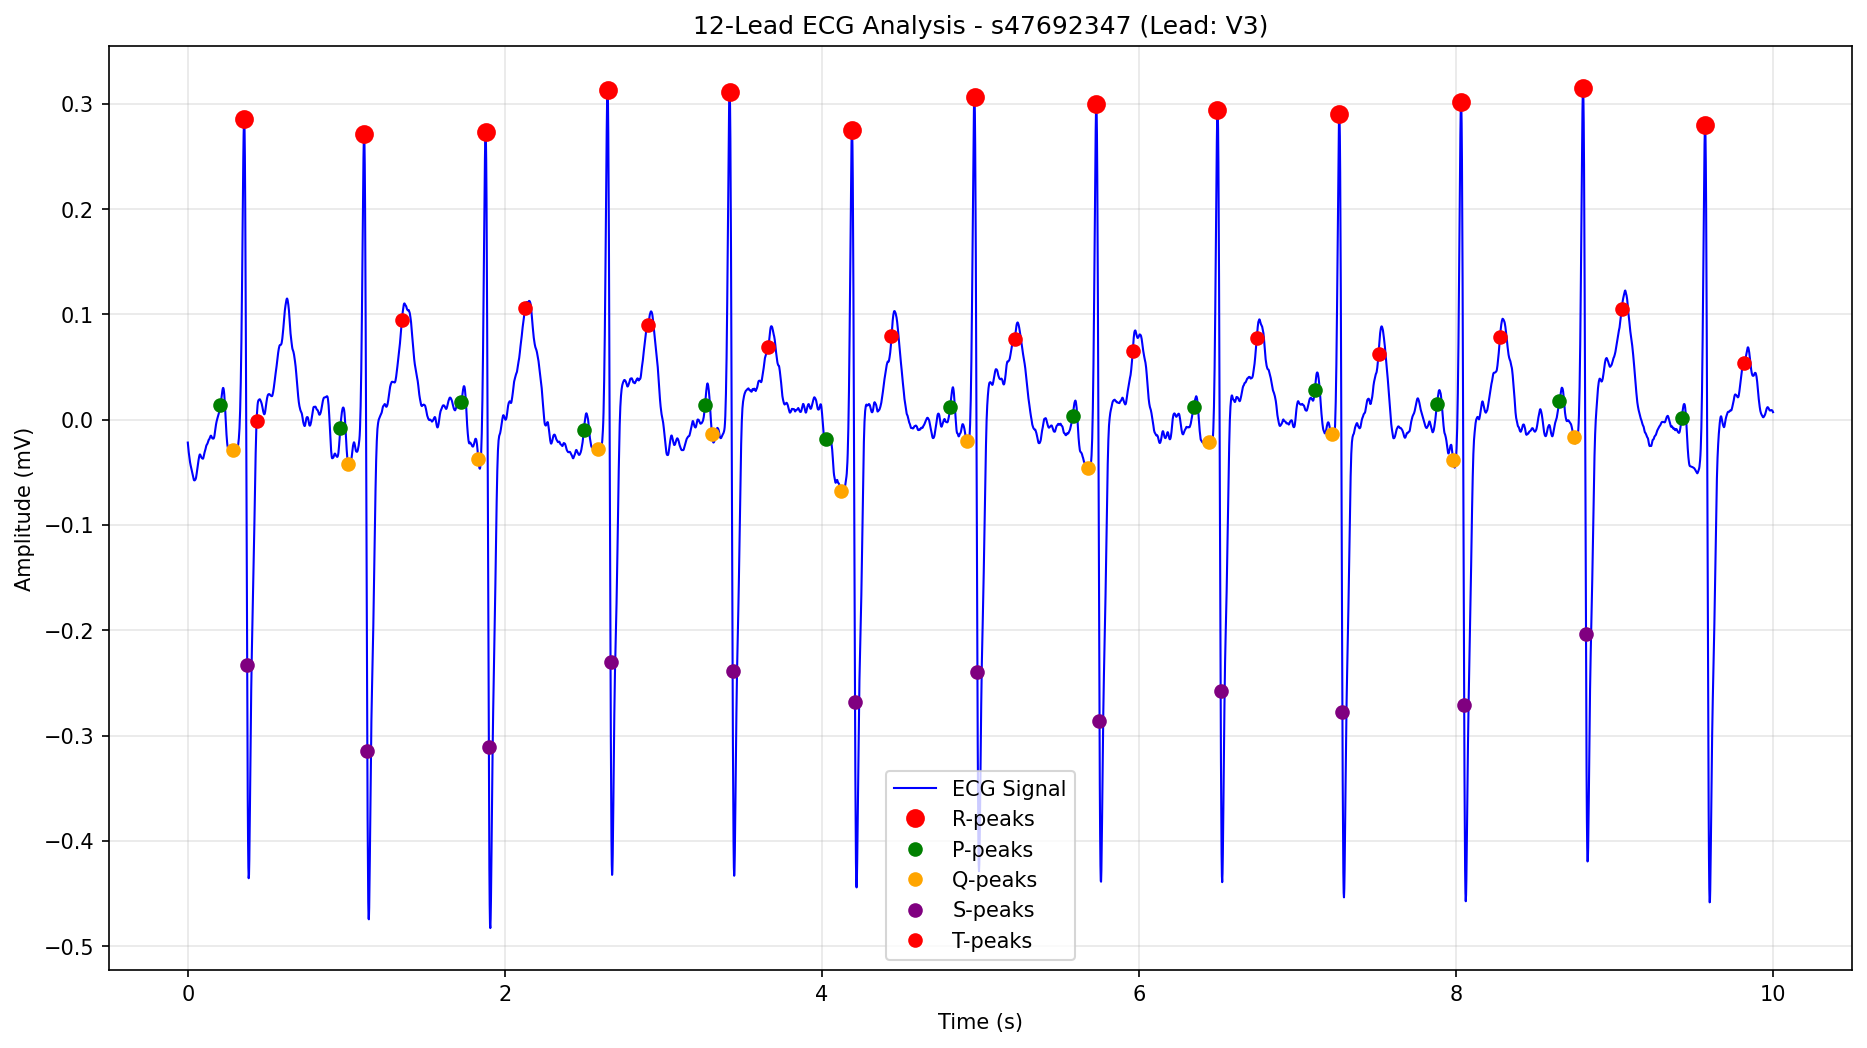 12-Lead ECG Analysis - s47692347 (Lead: V3)
0.3
0.2
0.1
0.0
−0.1
−0.2
−0.3
−0.4
−0.5
Amplitude (mV)
ECG Signal
R-peaks
P-peaks
Q-peaks
S-peaks
T-peaks
0 2 4 6 8 10
Time (s)